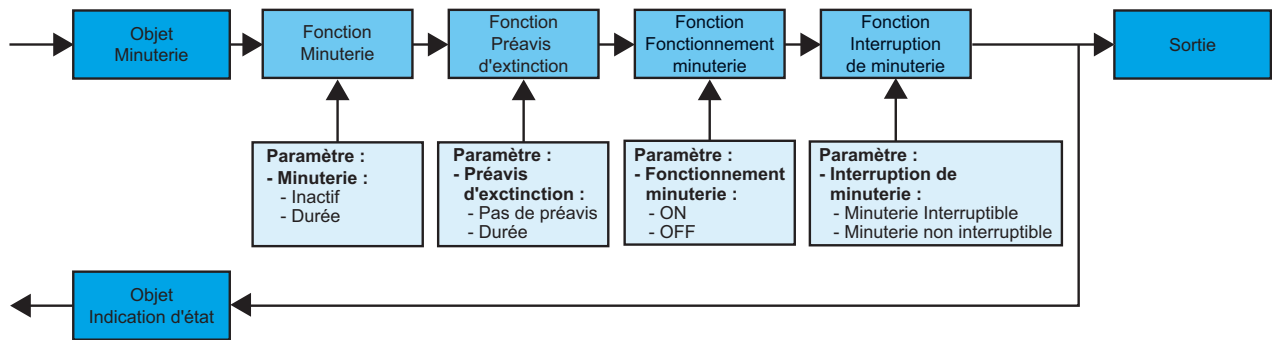 Objet
Minuterie
Fonction
Minuterie
Fonction
Préavis
d'extinction
Fonction
Fonctionnement
minuterie
Fonction
Interruption
de minuterie
Sortie
Paramètre :
- Minuterie :
- Inactif
- Durée
Paramètre :
- Préavis
d'exctinction :
- Pas de préavis
- Durée
Paramètre :
- Fonctionnement
minuterie :
- ON
- OFF
Paramètre :
- Interruption de
minuterie :
- Minuterie Interruptible
- Minuterie non interruptible
Objet
Indication d'état